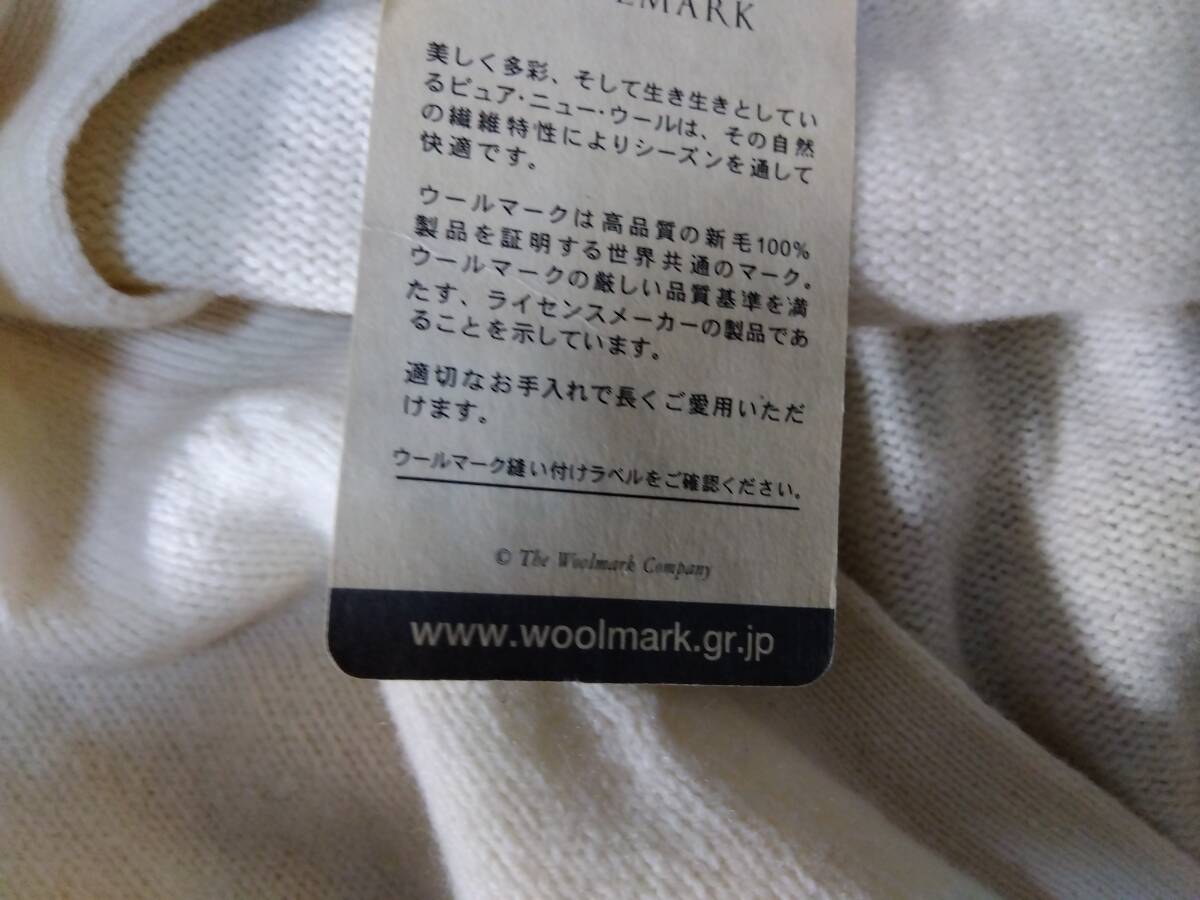 EMARK
美しく多彩、そして生き生きとしてい
るピュア・ニュー・ウールは、その自然
の繊維特性によりシーズンを通して
快適です。
ウールマークは高品質の新毛100%
製品を証明する世界共通のマーク。
ウールマークの厳しい品質基準を満
たす、ライセンスメーカーの製品であ
ることを示しています。
適切なお手入れで長くご愛用いただ
けます。
ウールマーク縫い付けラベルをご確認ください。
© The Woolmark Company
www.woolmark.gr.jp